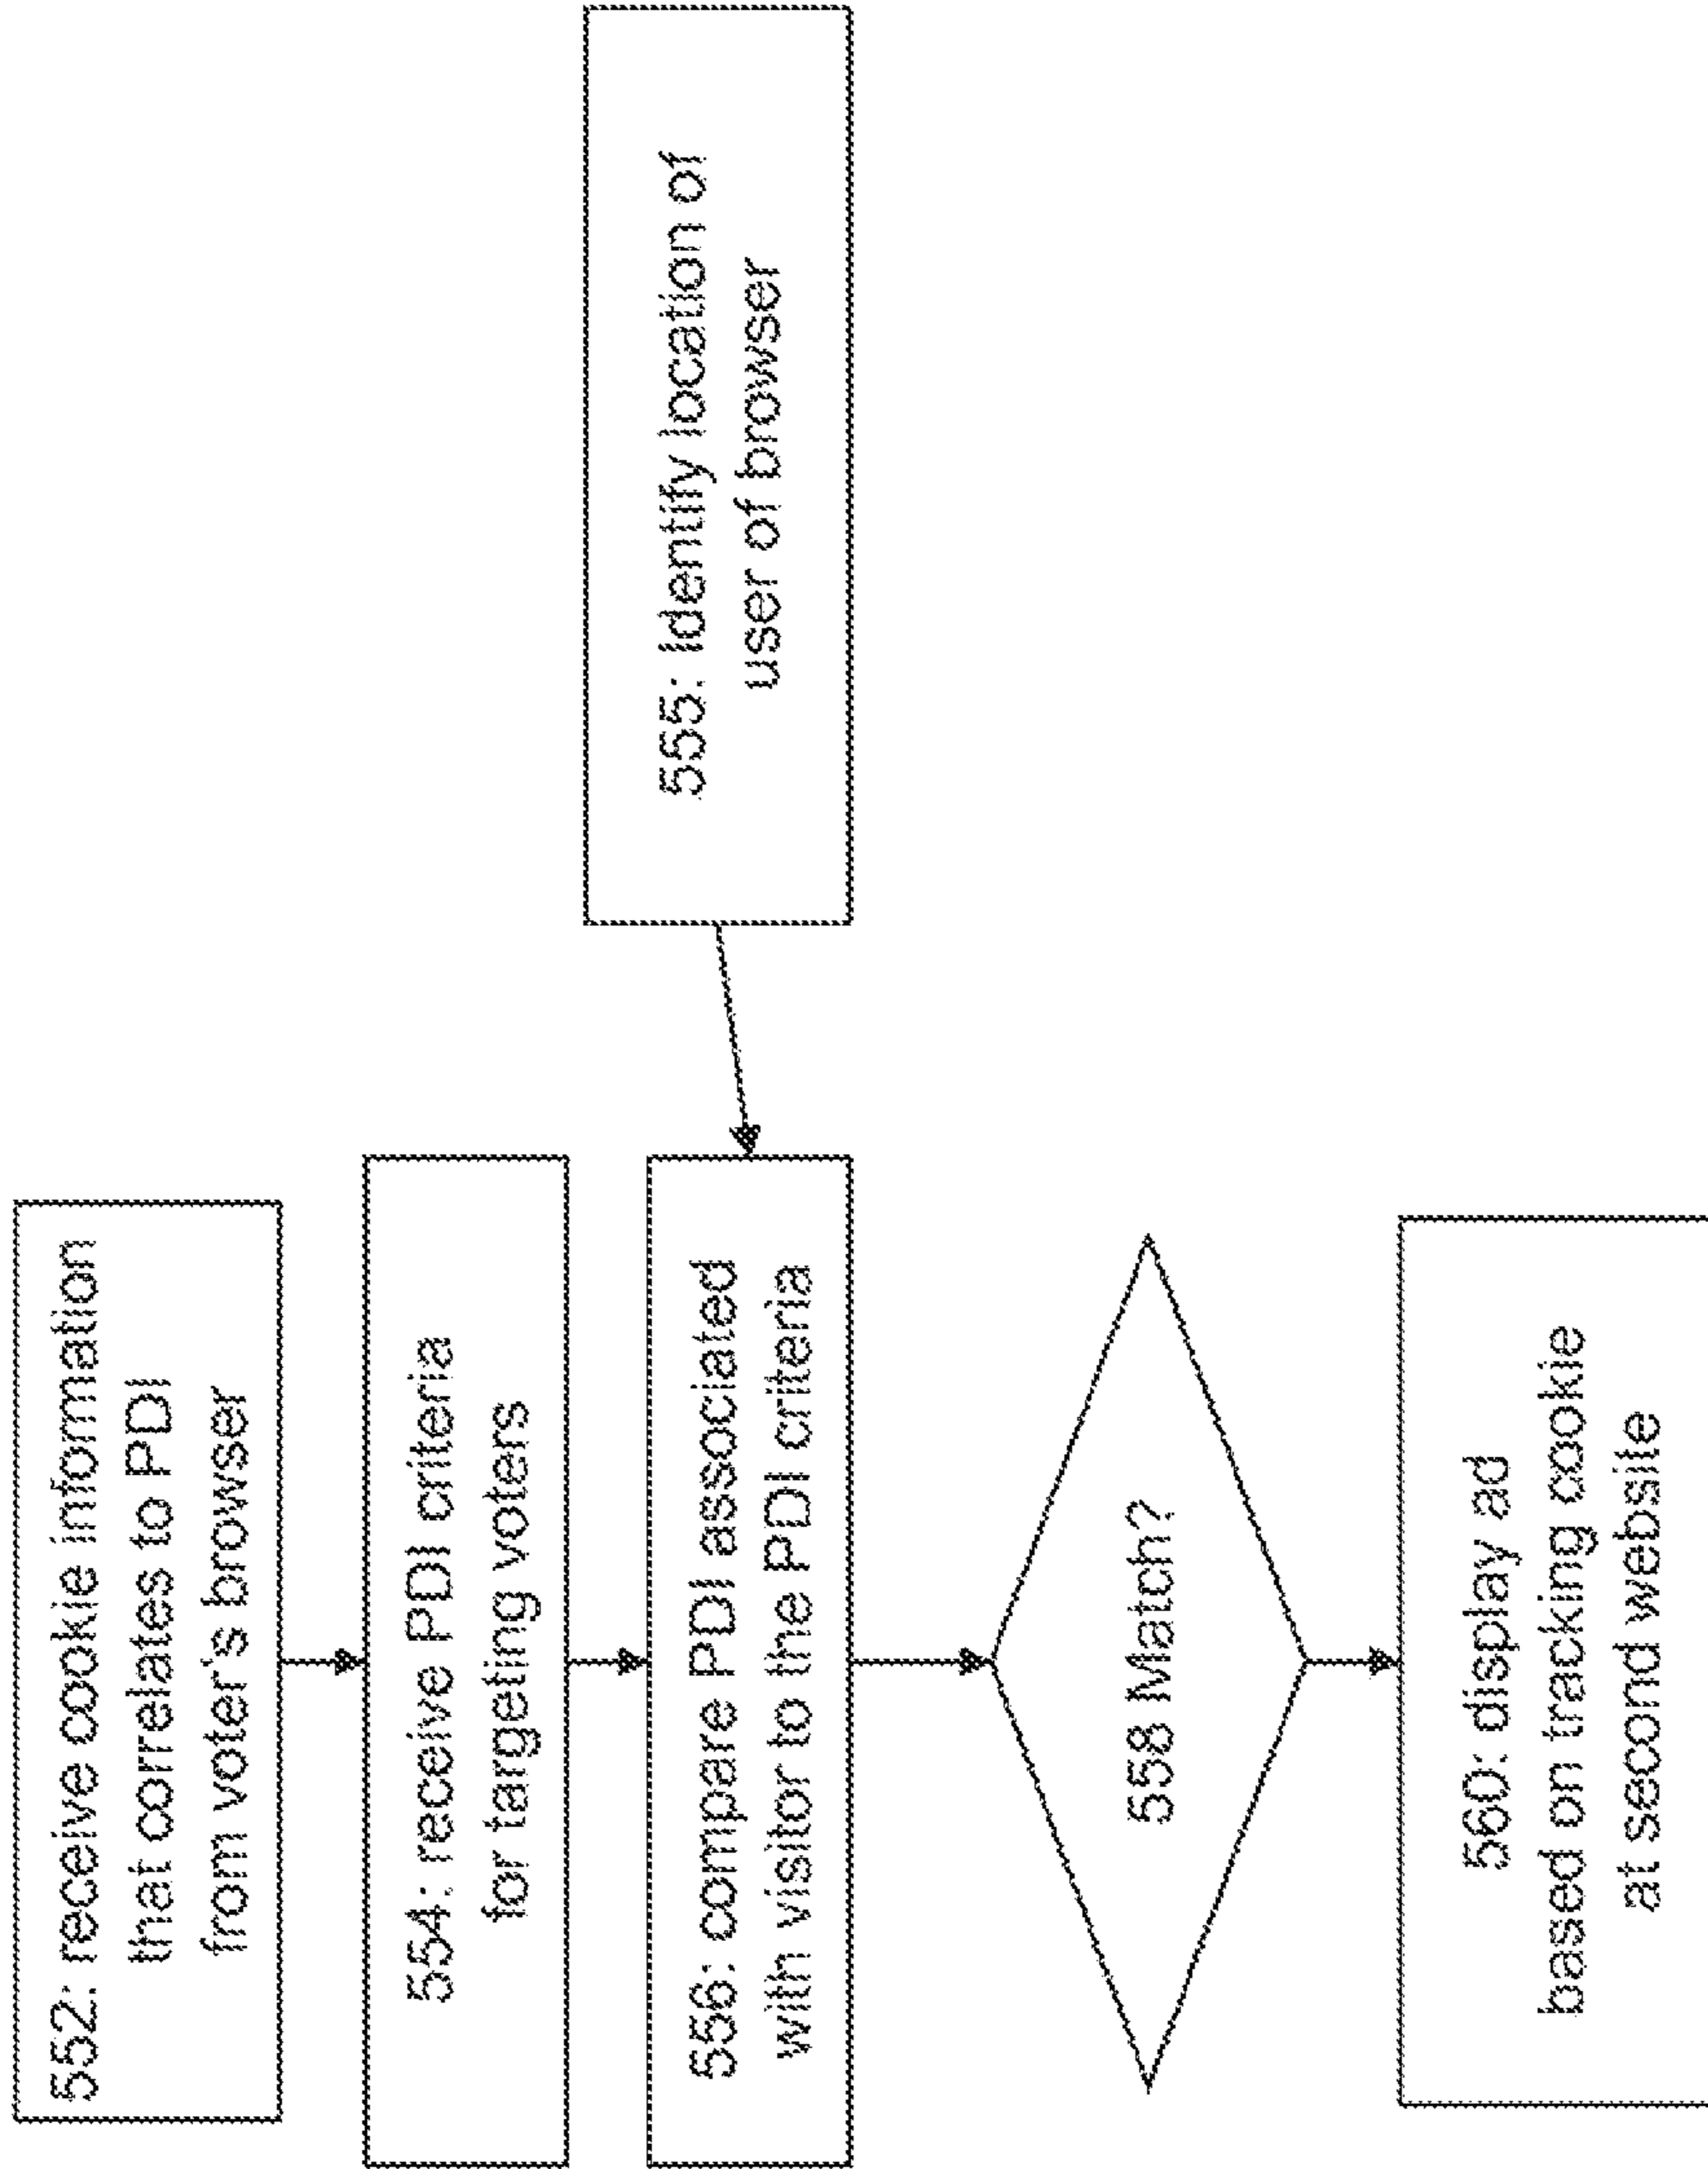 552: receive cookie information
that correlates to PDI
from voter's browser
554: receive PDI criteria
for targeting voters
555: Identify location of
user of browser
556: compare PDI associated
with visitor to the PDI criteria
558 Match?
560: display ad
based on tracking cookie
at second website